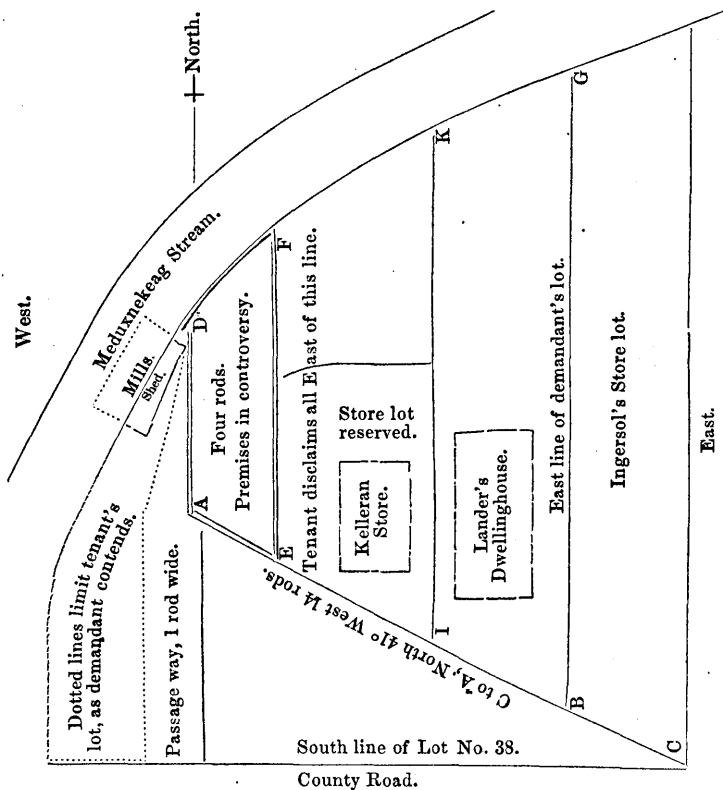 West.
North.
Meduxnekeag Stream.
Mills.
Shed.
D
Dotted lines limit tenant's
lot, as demandant contends.
Passage way, 1 rod wide.
A
Four rods.
Premises in controversy.
F
E
Tenant disclaims all East of this line.
Store lot
reserved.
Kelleran
Store.
K
I
Lander's
Dwellinghouse.
C to A, North 41° West 14 rods.
G
East line of demandant's lot.
B
Ingersol's Store lot.
C
East.
South line of Lot No. 38.
County Road.